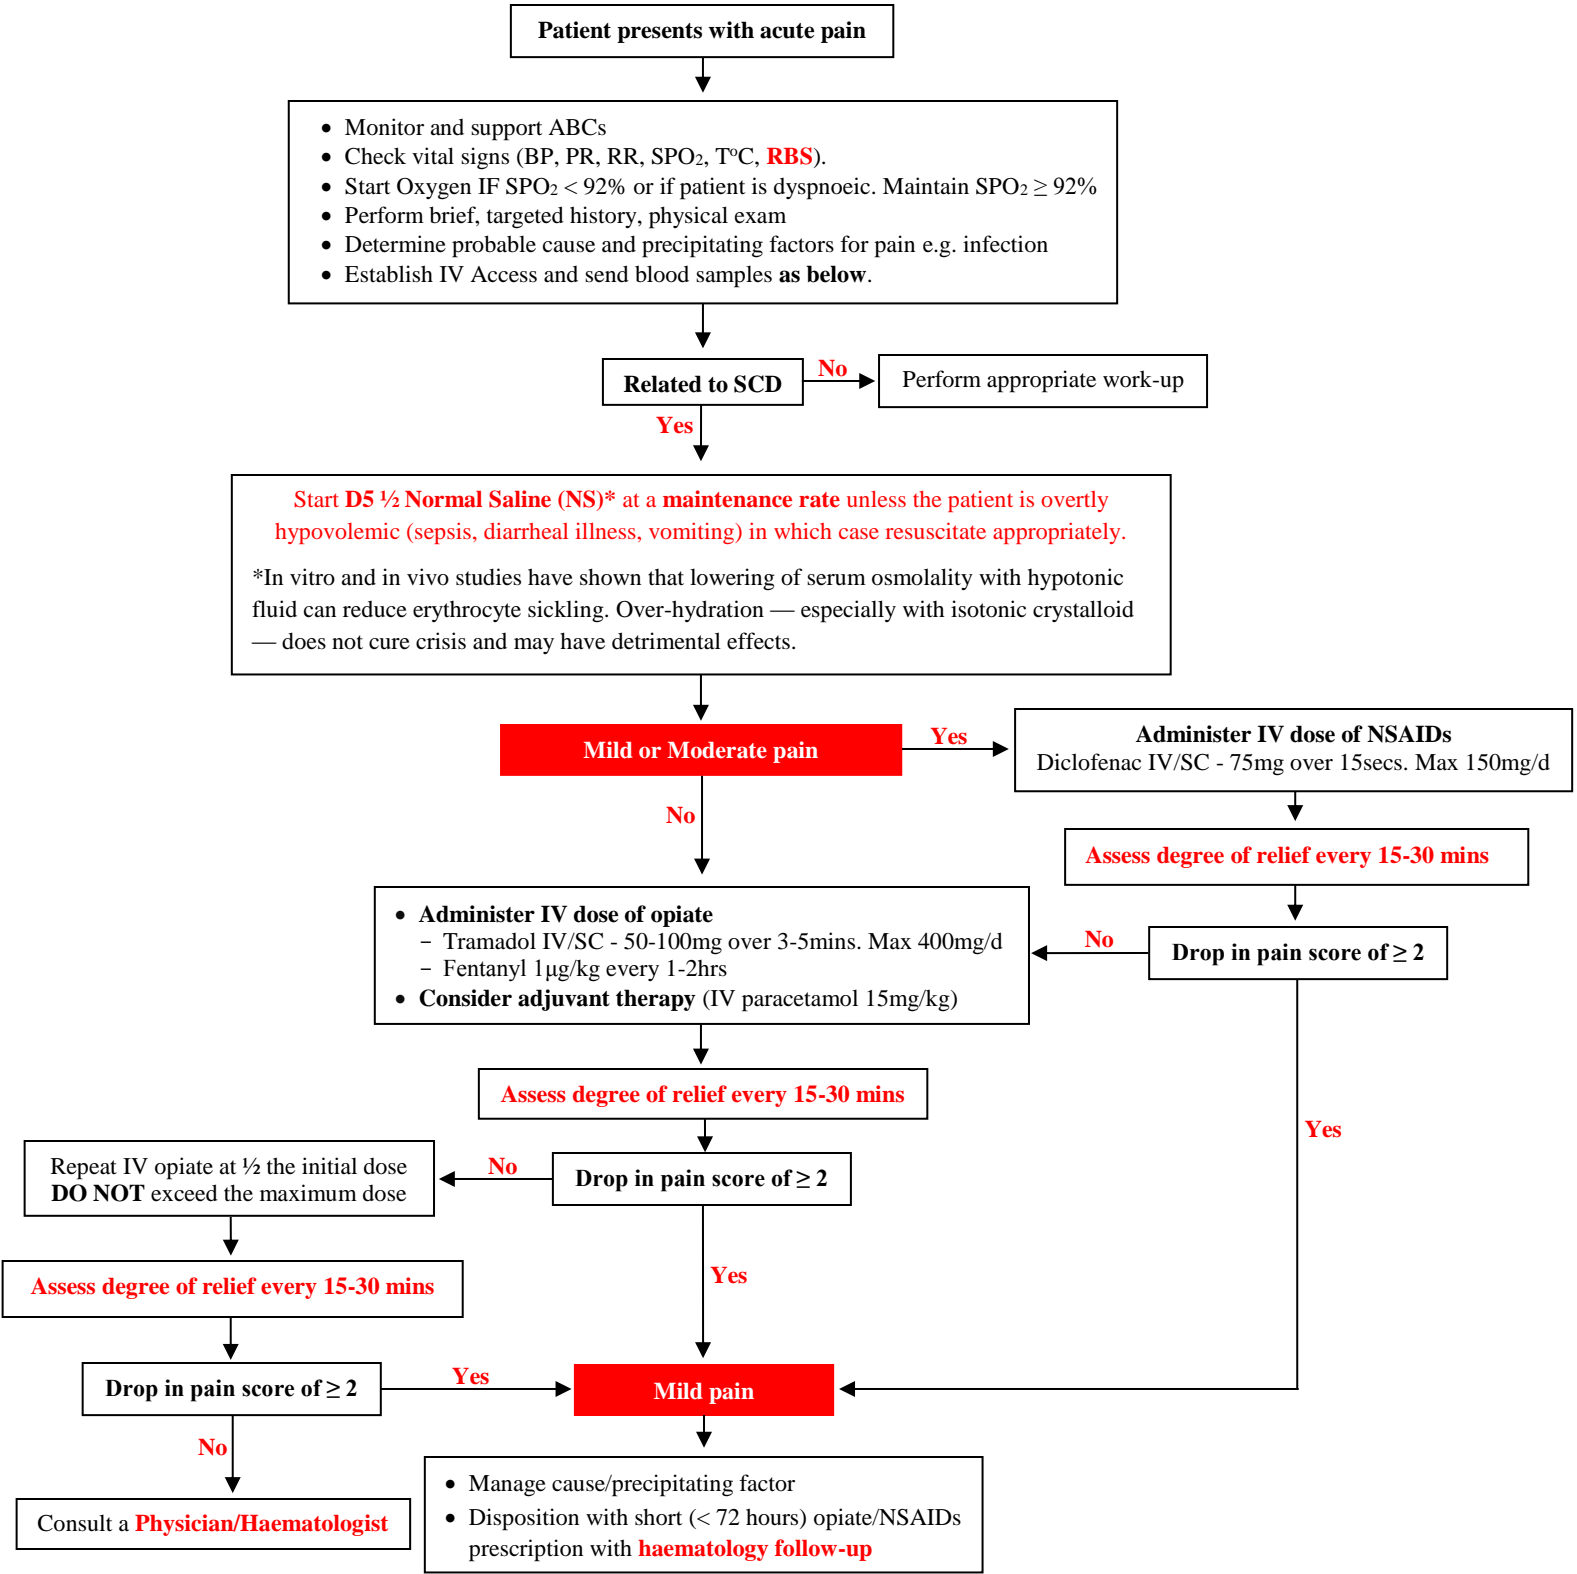 Patient presents with acute pain
• Monitor and support ABCs
• Check vital signs (BP, PR, RR, SPO₂, TºC, RBS).
• Start Oxygen IF SPO₂ < 92% or if patient is dyspnoeic. Maintain SPO₂ ≥ 92%
• Perform brief, targeted history, physical exam
• Determine probable cause and precipitating factors for pain e.g. infection
• Establish IV Access and send blood samples as below.
Related to SCD
No
Perform appropriate work-up
Yes
Start D5 ½ Normal Saline (NS)* at a maintenance rate unless the patient is overtly
hypovolemic (sepsis, diarrheal illness, vomiting) in which case resuscitate appropriately.
*In vitro and in vivo studies have shown that lowering of serum osmolality with hypotonic
fluid can reduce erythrocyte sickling. Over-hydration — especially with isotonic crystalloid
— does not cure crisis and may have detrimental effects.
Mild or Moderate pain
Yes
Administer IV dose of NSAIDs
Diclofenac IV/SC - 75mg over 15secs. Max 150mg/d
No
Assess degree of relief every 15-30 mins
• Administer IV dose of opiate
− Tramadol IV/SC - 50-100mg over 3-5mins. Max 400mg/d
− Fentanyl 1µg/kg every 1-2hrs
• Consider adjuvant therapy (IV paracetamol 15mg/kg)
No
Drop in pain score of ≥ 2
Assess degree of relief every 15-30 mins
Yes
Repeat IV opiate at ½ the initial dose
DO NOT exceed the maximum dose
No
Drop in pain score of ≥ 2
Assess degree of relief every 15-30 mins
Yes
Drop in pain score of ≥ 2
Yes
Mild pain
No
Consult a Physician/Haematologist
• Manage cause/precipitating factor
• Disposition with short (< 72 hours) opiate/NSAIDs
prescription with haematology follow-up